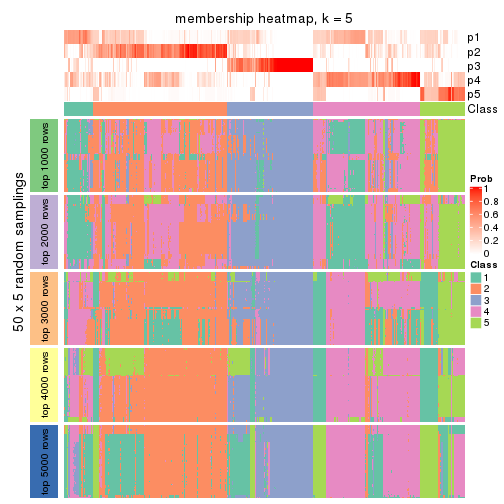 membership heatmap, k = 5
p1
p2
p3
p4
p5
Class
50 x 5 random samplings
top 1000 rows
top 2000 rows
top 3000 rows
top 4000 rows
top 5000 rows
Prob
1
0.8
0.6
0.4
0.2
0
Class
1
2
3
4
5